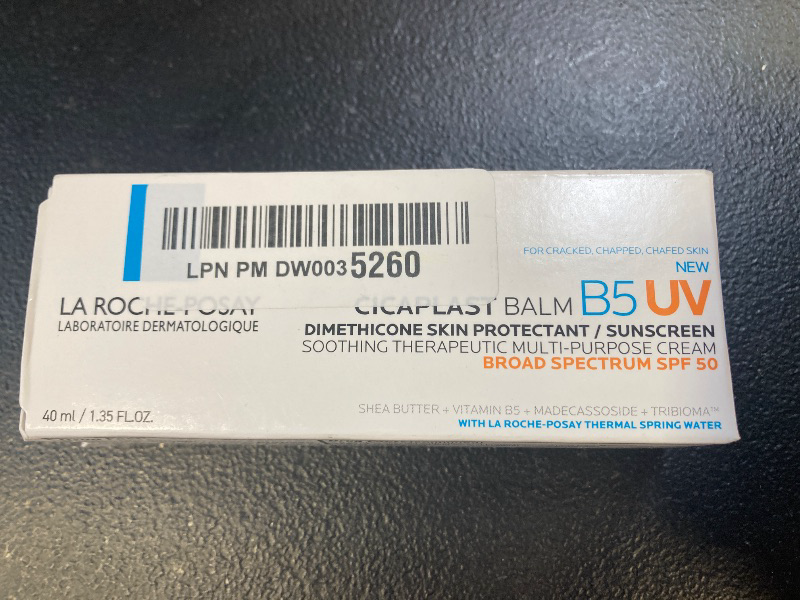 LPN PM DW0035260
FOR CRACKED, CHAPPED, CHAFED SKIN
NEW
LA ROCHE-POSAY
LABORATOIRE DERMATOLOGIQUE
CICAPLAST BALM B5 UV
DIMETHICONE SKIN PROTECTANT / SUNSCREEN
SOOTHING THERAPEUTIC MULTI-PURPOSE CREAM
BROAD SPECTRUM SPF 50
40 ml / 1.35 FL.OZ.
SHEA BUTTER + VITAMIN B5 + MADECASSOSIDE + TRIBIOMA™
WITH LA ROCHE-POSAY THERMAL SPRING WATER